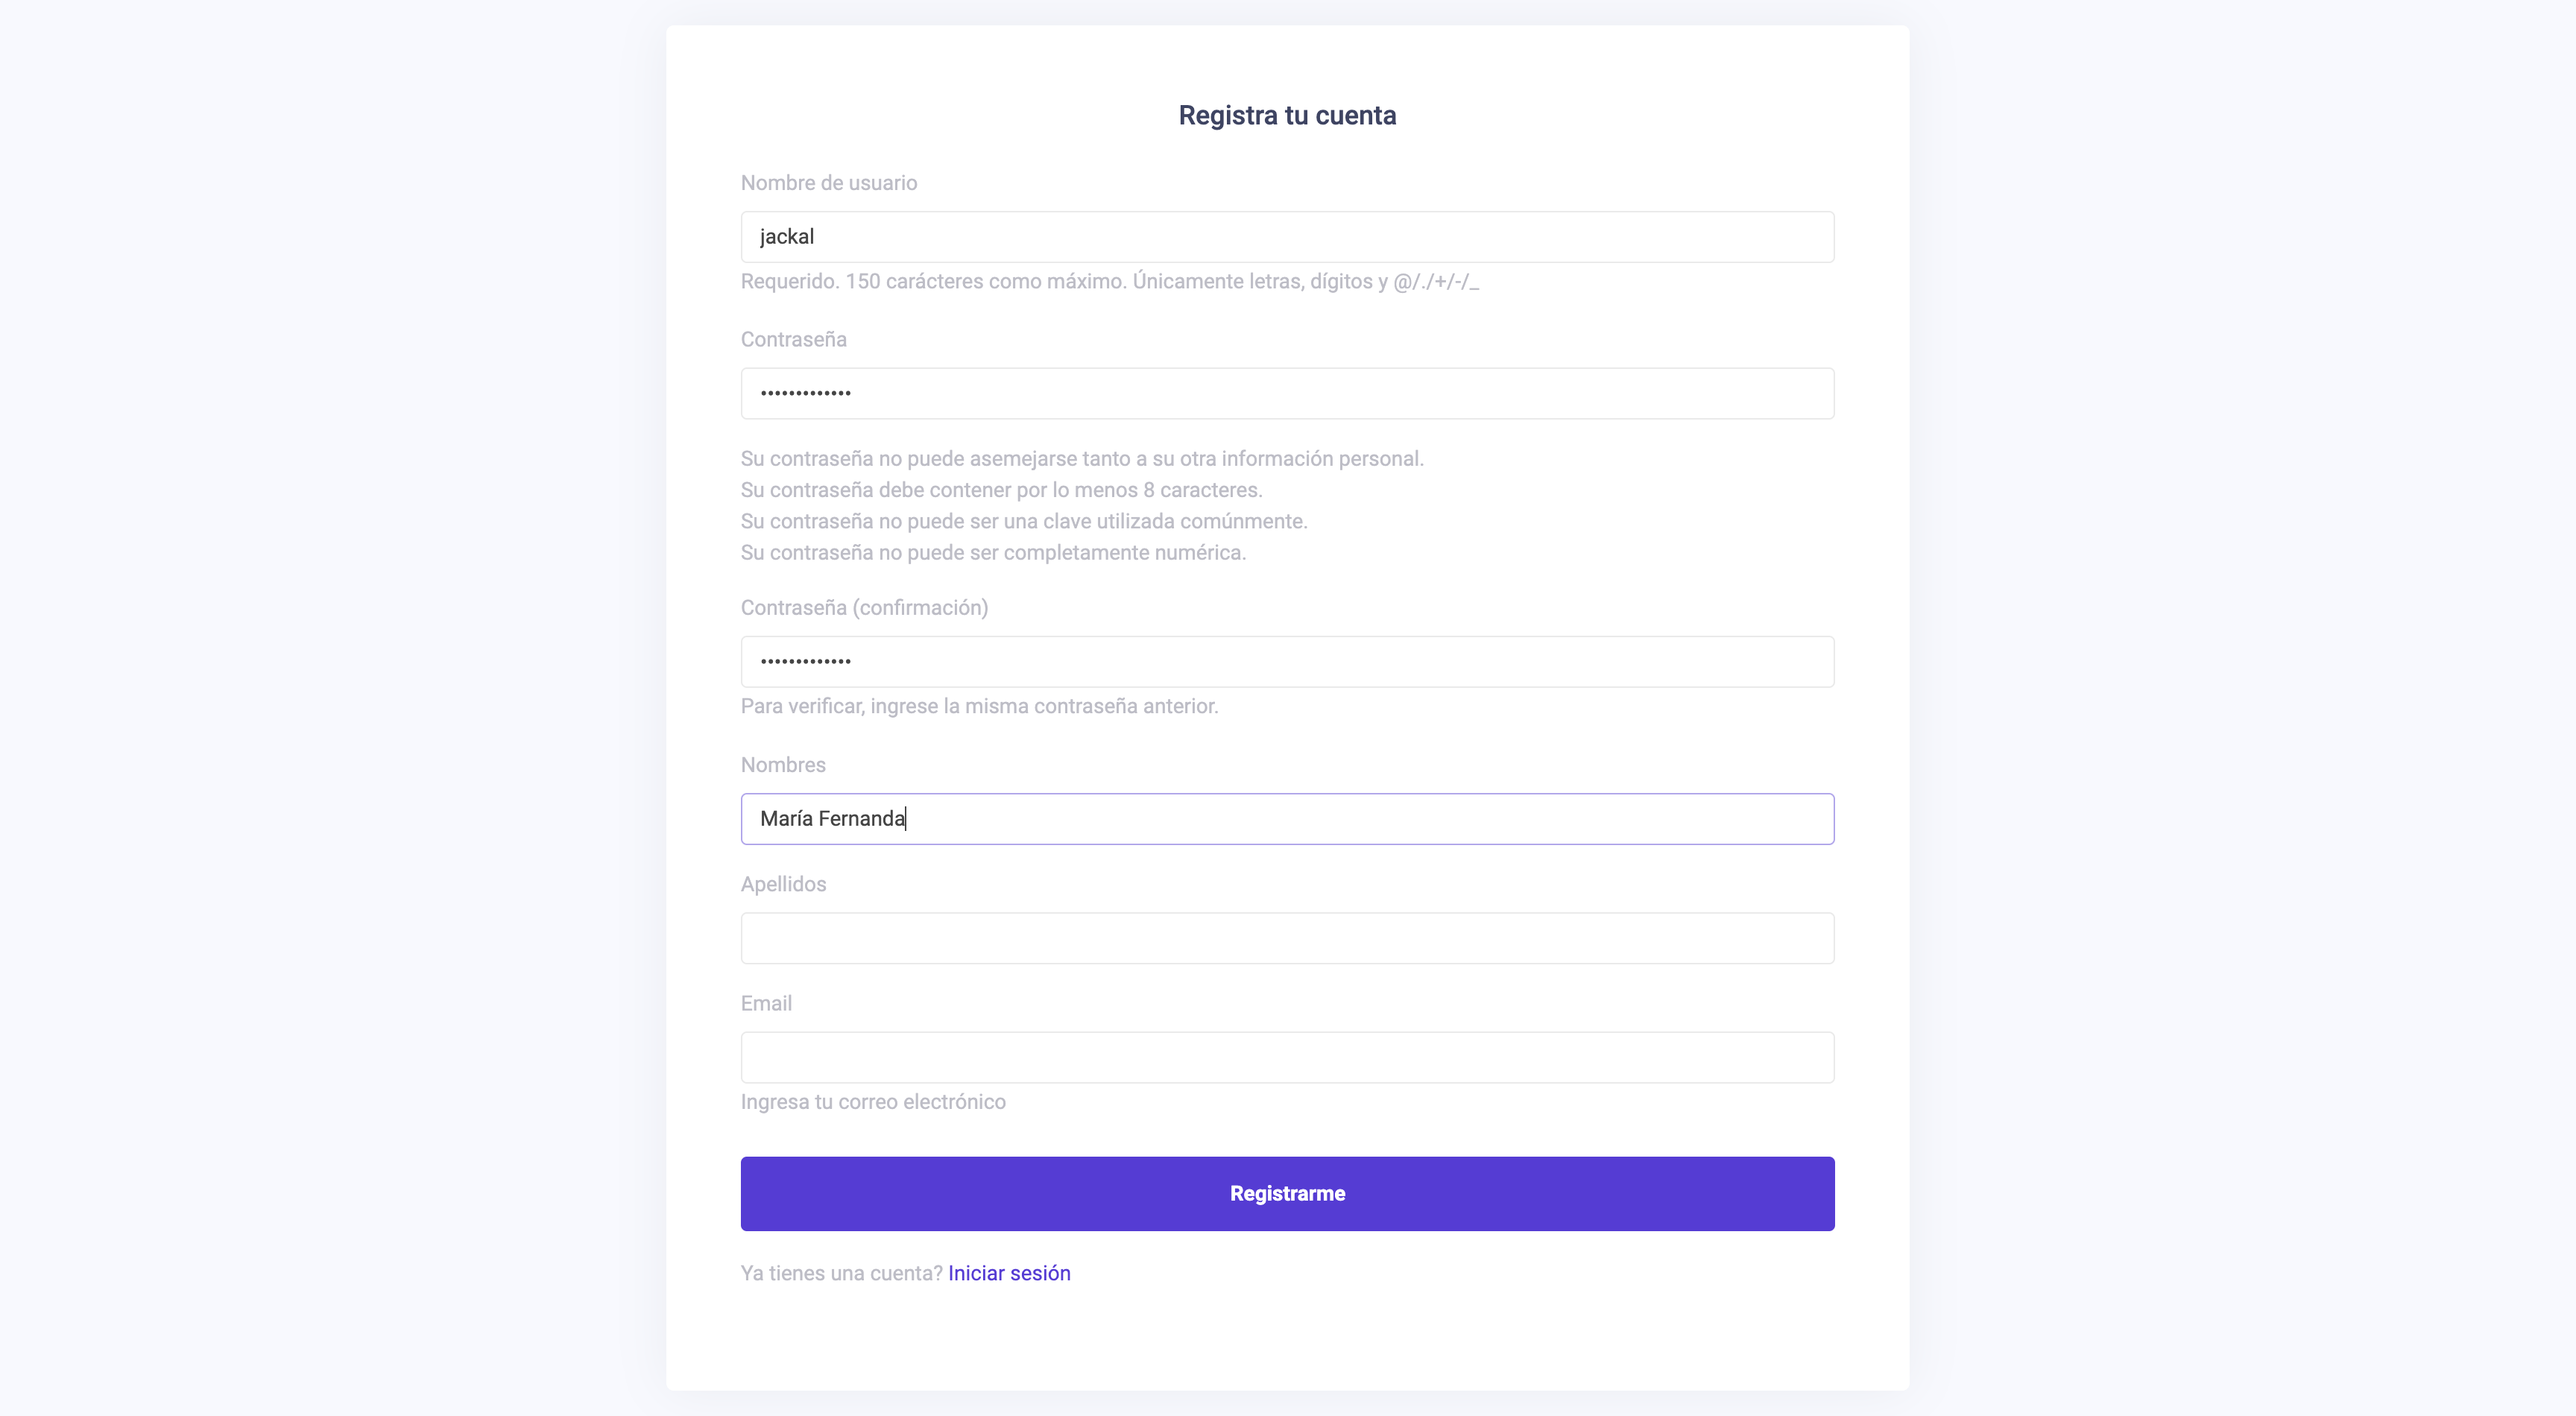 Registra tu cuenta
Nombre de usuario
jackal
Requerido. 150 carácteres como máximo. Únicamente letras, dígitos y @/./+/-/_
Contraseña
•••••••••••••
Su contraseña no puede asemejarse tanto a su otra información personal.
Su contraseña debe contener por lo menos 8 caracteres.
Su contraseña no puede ser una clave utilizada comúnmente.
Su contraseña no puede ser completamente numérica.
Contraseña (confirmación)
•••••••••••••
Para verificar, ingrese la misma contraseña anterior.
Nombres
María Fernanda
Apellidos
Email
Ingresa tu correo electrónico
Registrarme
Ya tienes una cuenta? Iniciar sesión